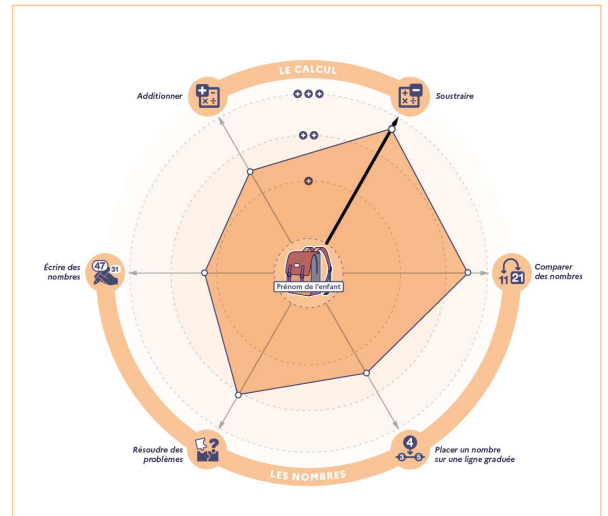 LE CALCUL
Additionner
Soustraire
Écrire des
nombres
47
31
Prénom de l'enfant
11 21
Comparer
des nombres
Résoudre des
problèmes
?
4
3 5
Placer un nombre
sur une ligne graduée
LES NOMBRES